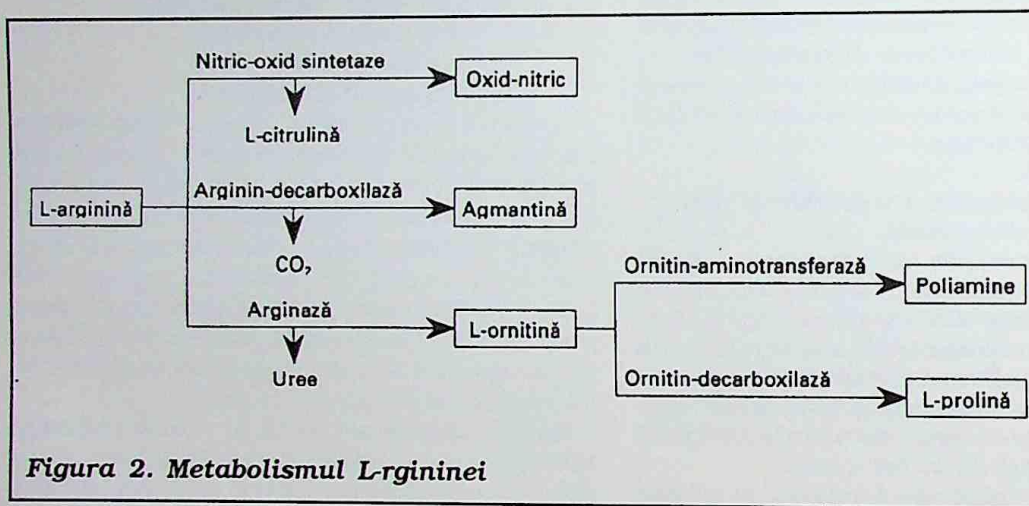 Nitric-oxid sintetaze
Oxid-nitric
L-citrulină
L-arginină
Arginin-decarboxilază
Agmantină
CO₂
Arginază
L-ornitină
Uree
Ornitin-aminotransferază
Poliamine
Ornitin-decarboxilază
L-prolină
Figura 2. Metabolismul L-rgininei